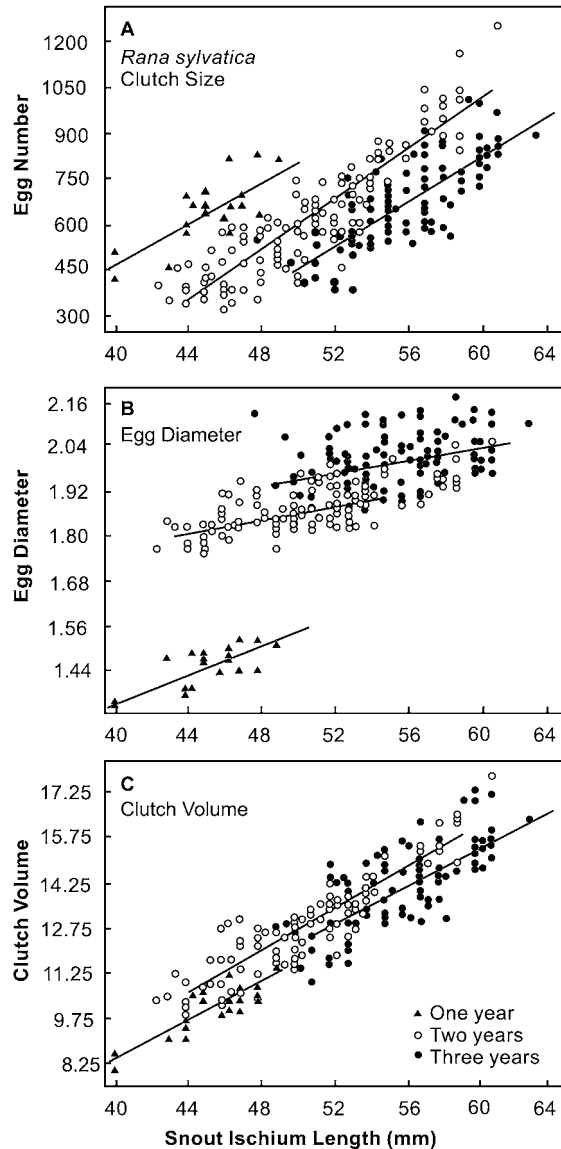 A
Rana sylvatica
Clutch Size
Egg Number
1200
1050
900
750
600
450
300
40 44 48 52 56 60 64
B
Egg Diameter
Egg Diameter
2.16
2.04
1.92
1.80
1.68
1.56
1.44
40 44 48 52 56 60 64
C
Clutch Volume
Clutch Volume
17.25
15.75
14.25
12.75
11.25
9.75
8.25
One year
Two years
Three years
40 44 48 52 56 60 64
Snout Ischium Length (mm)